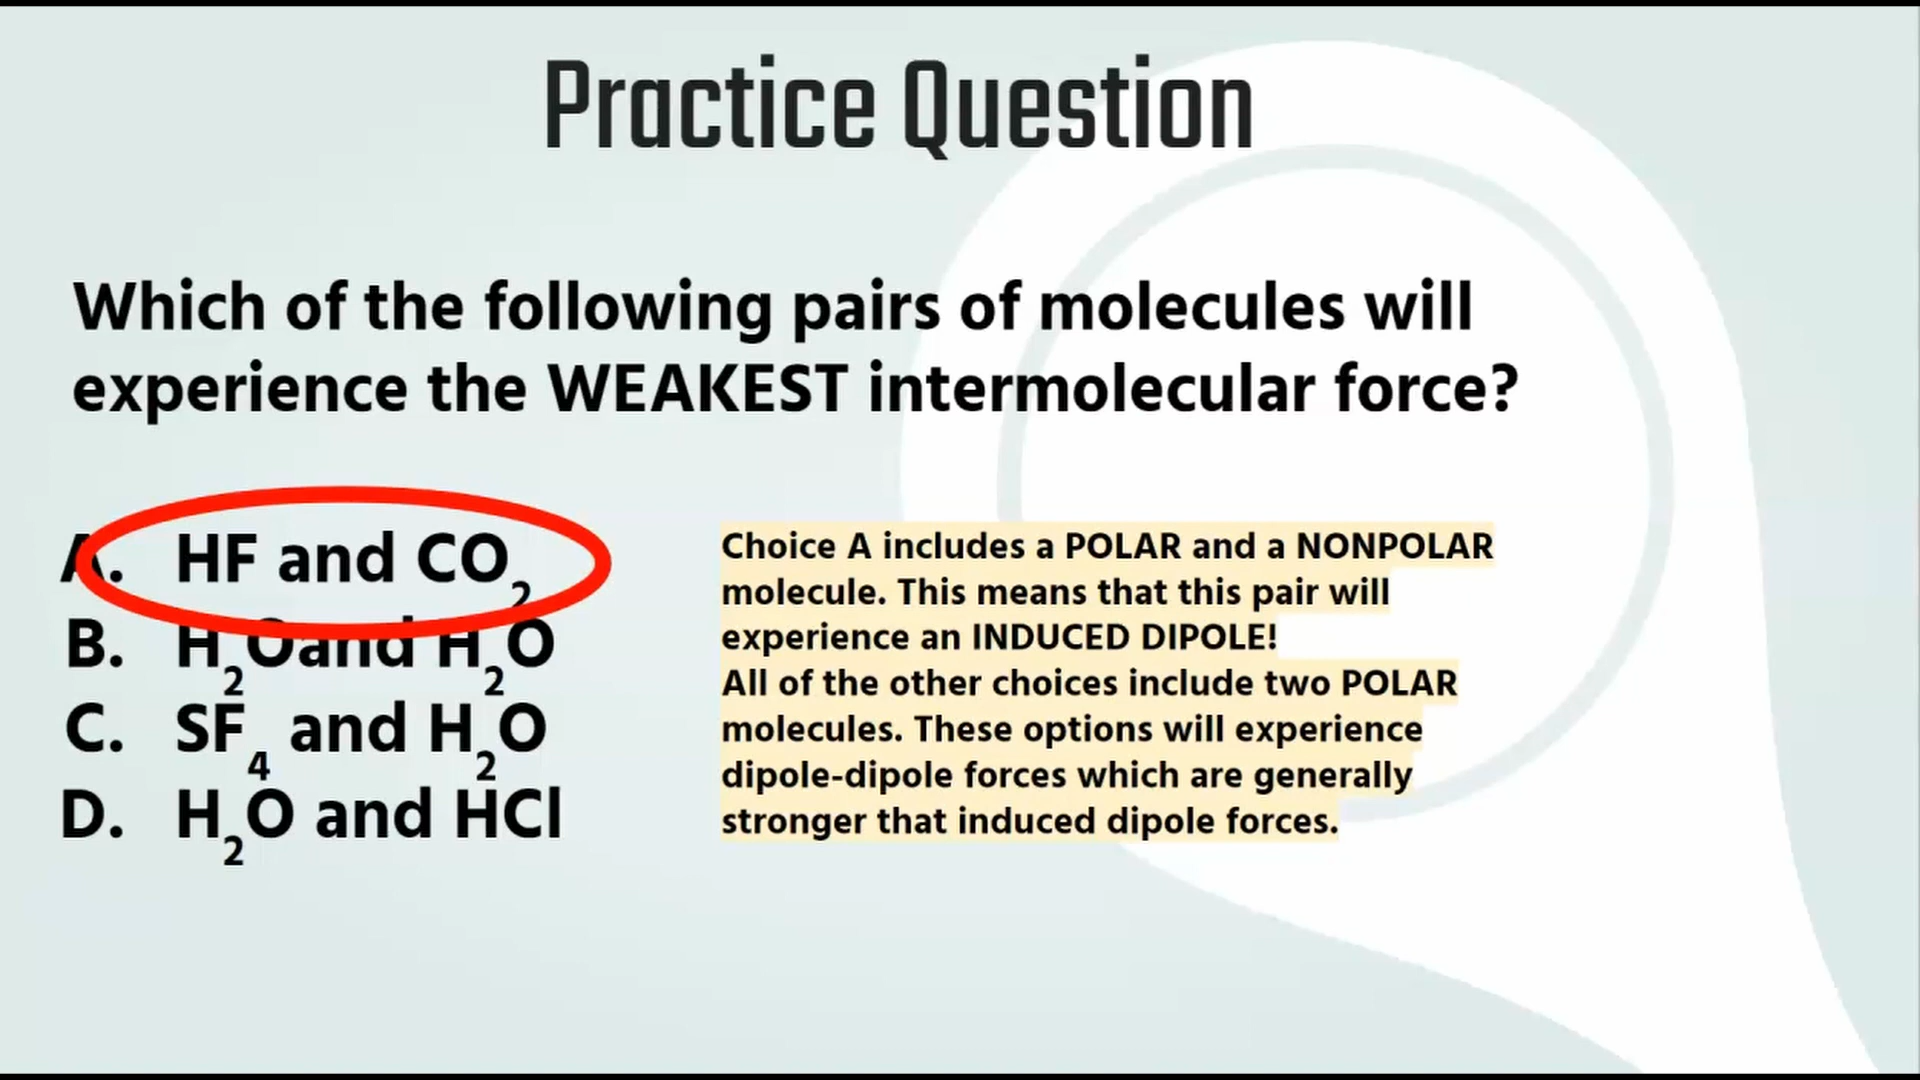 Practice Question
Which of the following pairs of molecules will
experience the WEAKEST intermolecular force?
A. HF and CO₂
B. H₂Oand H₂O
C. SF₄ and H₂O
D. H₂O and HCl
Choice A includes a POLAR and a NONPOLAR
molecule. This means that this pair will
experience an INDUCED DIPOLE!
All of the other choices include two POLAR
molecules. These options will experience
dipole-dipole forces which are generally
stronger that induced dipole forces.